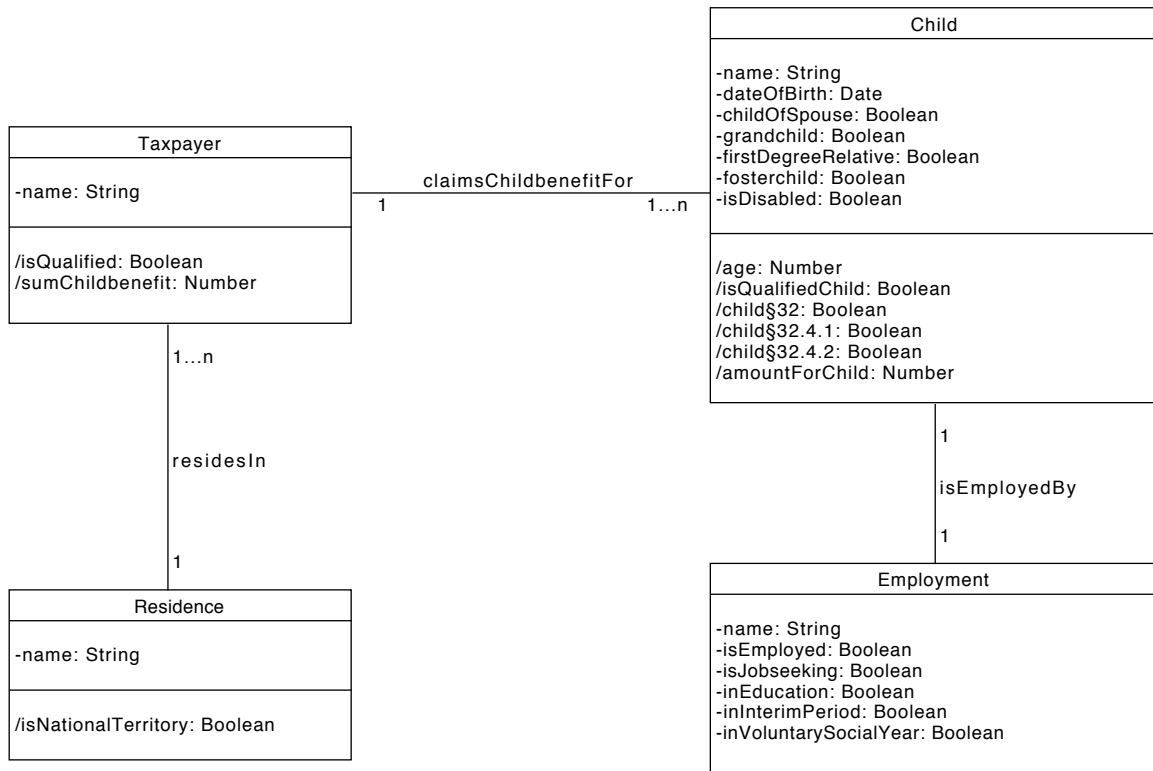 Child
-name: String
-dateOfBirth: Date
-childOfSpouse: Boolean
-grandchild: Boolean
-firstDegreeRelative: Boolean
-fosterchild: Boolean
-isDisabled: Boolean
/age: Number
/isQualifiedChild: Boolean
/child§32: Boolean
/child§32.4.1: Boolean
/child§32.4.2: Boolean
/amountForChild: Number
Taxpayer
-name: String
/isQualified: Boolean
/sumChildbenefit: Number
claimsChildbenefitFor
1
1...n
1...n
residesIn
1
1
isEmployedBy
1
Residence
-name: String
/isNationalTerritory: Boolean
Employment
-name: String
-isEmployed: Boolean
-isJobseeking: Boolean
-inEducation: Boolean
-inInterimPeriod: Boolean
-inVoluntarySocialYear: Boolean